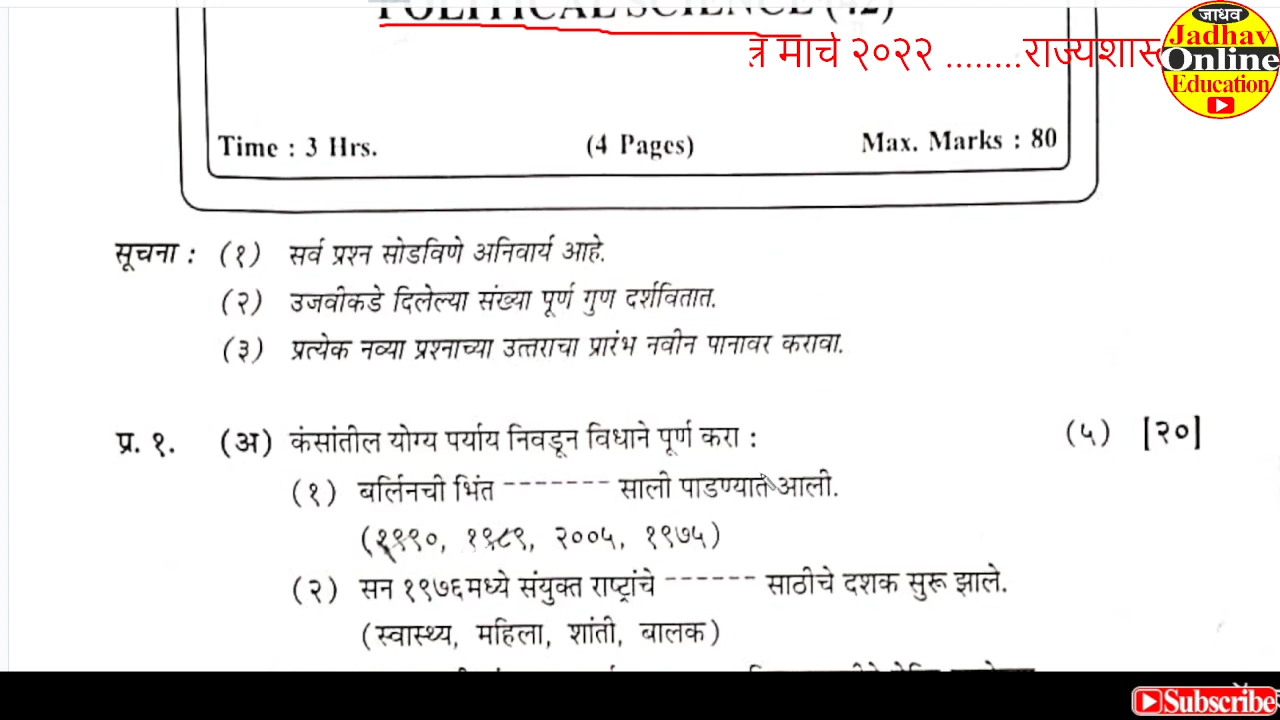 POLITICAL SCIENCE (42)
त्र मार्च २०२२ ........राज्यशास्
जाधव
Jadhav
Online
Education
Time : 3 Hrs. (4 Pages) Max. Marks : 80
सूचना : (१) सर्व प्रश्न सोडविणे अनिवार्य आहे.
(२) उजवीकडे दिलेल्या संख्या पूर्ण गुण दर्शवितात.
(३) प्रत्येक नव्या प्रश्नाच्या उत्तराचा प्रारंभ नवीन पानावर करावा.
प्र. १. (अ) कंसांतील योग्य पर्याय निवडून विधाने पूर्ण करा : (५) [२०]
(१) बर्लिनची भिंत ------- साली पाडण्यात आली.
(१९९०, १९८९, २००५, १९७५)
(२) सन १९७६मध्ये संयुक्त राष्ट्रांचे ------ साठीचे दशक सुरू झाले.
(स्वास्थ्य, महिला, शांती, बालक)
Subscribe